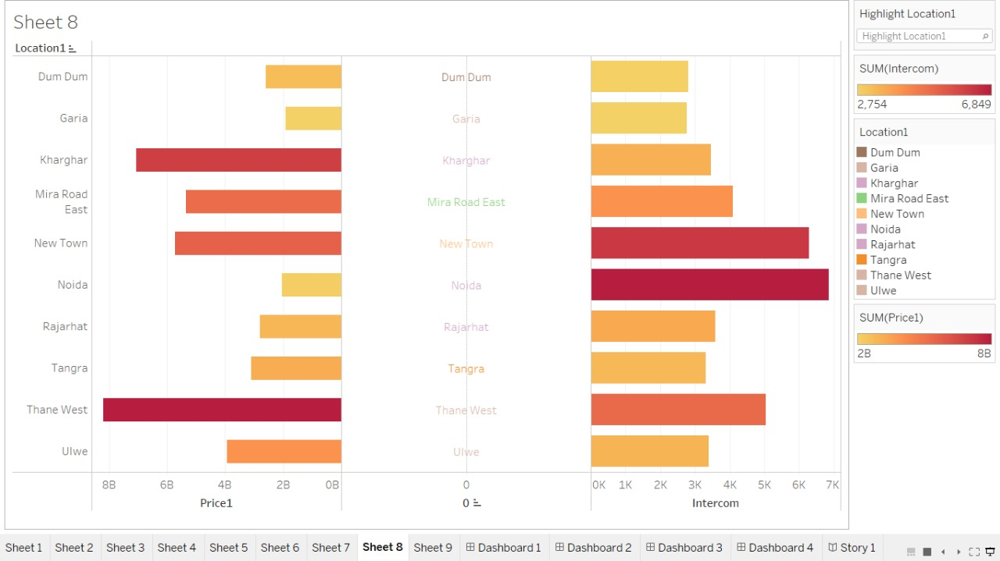 Sheet 8
Location1
Dum Dum
Garia
Kharghar
Mira Road
East
New Town
Noida
Rajarhat
Tangra
Thane West
Ulwe
Dum Dum
Garia
Kharghar
Mira Road East
New Town
Noida
Rajarhat
Tangra
Thane West
Ulwe
8B 6B 4B 2B 0B
Price1
0
0
0K 1K 2K 3K 4K 5K 6K 7K
Intercom
Highlight Location1
Highlight Location1
SUM(Intercom)
2,754 6,849
Location1
Dum Dum
Garia
Kharghar
Mira Road East
New Town
Noida
Rajarhat
Tangra
Thane West
Ulwe
SUM(Price1)
2B 8B
Sheet 1 Sheet 2 Sheet 3 Sheet 4 Sheet 5 Sheet 6 Sheet 7 Sheet 8 Sheet 9 Dashboard 1 Dashboard 2 Dashboard 3 Dashboard 4 Story 1